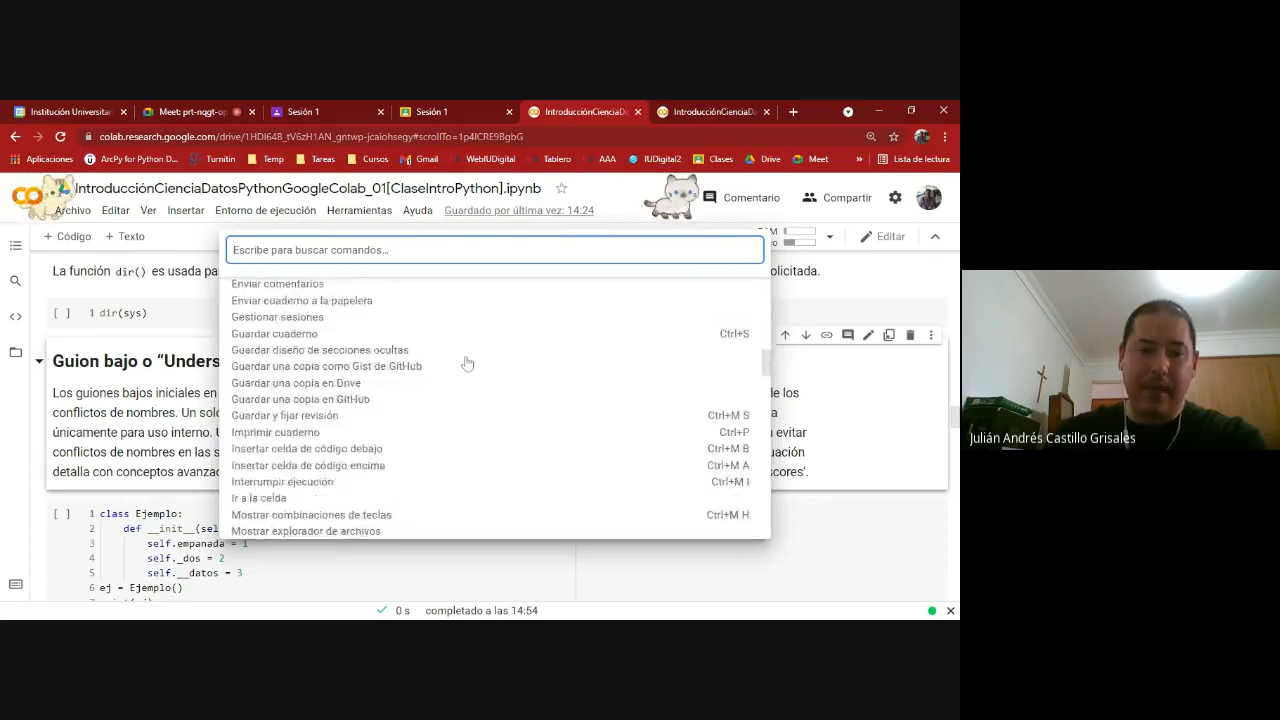 Institución Universitar
Meet: prt-nqgt-op
Sesión 1
Sesión 1
IntroducciónCienciaDa
IntroducciónCienciaDa
colab.research.google.com/drive/1HDI64B_tV6zH1AN_gntwp-jcaiohsegy#scrollTo=1p4lCRE9BgbG
Aplicaciones
ArcPy for Python D...
Turnitin
Temp
Tareas
Cursos
Gmail
WebIUDigital
Tablero
AAA
IUDigital2
Clases
Drive
Meet
»
Lista de lectura
IntroducciónCienciaDatosPythonGoogleColab_01[ClaseIntroPython].ipynb
Comentario
Compartir
Archivo Editar Ver Insertar Entorno de ejecución Herramientas Ayuda Guardado por última vez: 14:24
+ Código + Texto
Editar
Escribe para buscar comandos...
La función dir() es usada pa
olicitada.
Enviar comentarios
Enviar cuaderno a la papelera
[ ] 1 dir(sys)
Gestionar sesiones
Guardar cuaderno Ctrl+S
Guardar diseño de secciones ocultas
Guardar una copia como Gist de GitHub
Guardar una copia en Drive
Guardar una copia en GitHub
Guardar y fijar revisión Ctrl+M S
Imprimir cuaderno Ctrl+P
Insertar celda de código debajo Ctrl+M B
Insertar celda de código encima Ctrl+M A
Interrumpir ejecución Ctrl+M I
Ir a la celda
Mostrar combinaciones de teclas Ctrl+M H
Mostrar explorador de archivos
Guion bajo o “Unders
Los guiones bajos iniciales en
de los
conflictos de nombres. Un solo
a
únicamente para uso interno. U
a evitar
conflictos de nombres en las s
uación
detalla con conceptos avanzad
scores'.
[ ] 1 class Ejemplo:
2 def __init__(sel
3 self.empanada = 1
4 self._dos = 2
5 self.__datos = 3
6 ej = Ejemplo()
0 s completado a las 14:54
Julián Andrés Castillo Grisales